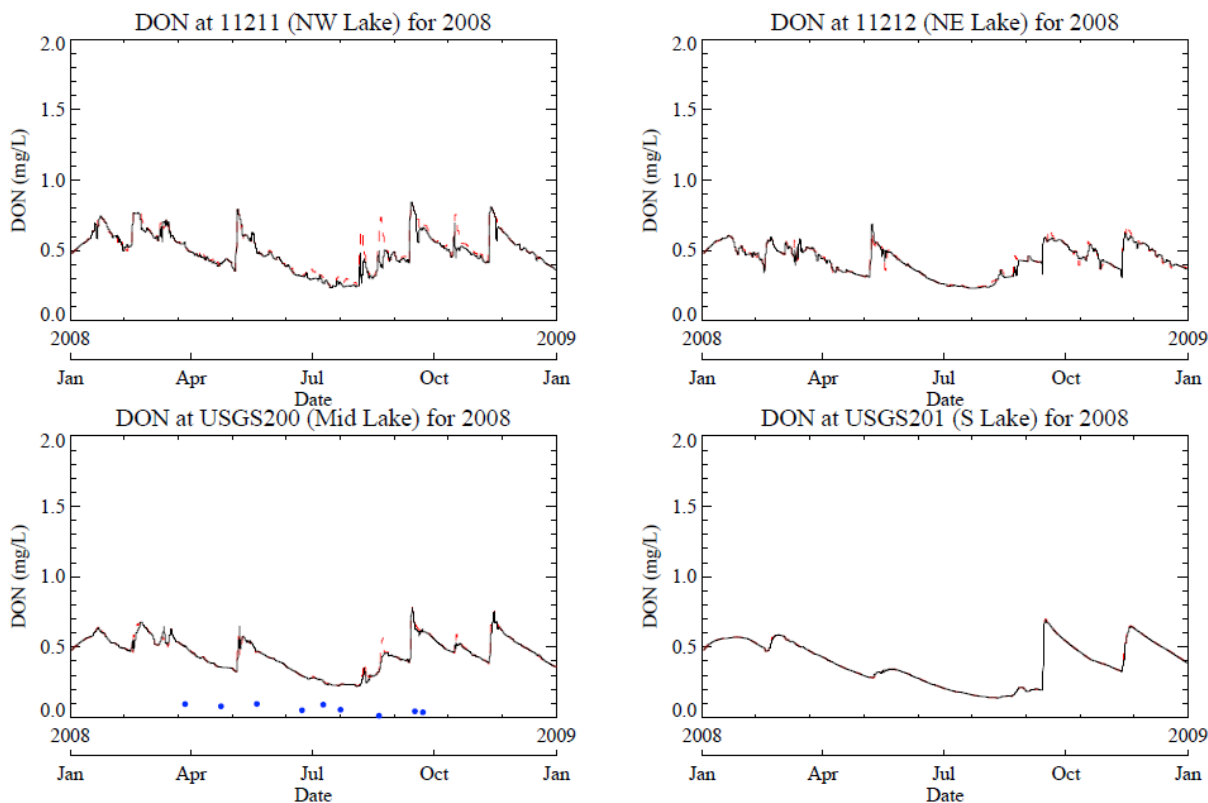 DON at 11211 (NW Lake) for 2008
2.0
1.5
1.0
0.5
0.0
DON (mg/L)
2008 2009
Jan Apr Jul Oct Jan
Date
DON at 11212 (NE Lake) for 2008
2.0
1.5
1.0
0.5
0.0
DON (mg/L)
2008 2009
Jan Apr Jul Oct Jan
Date
DON at USGS200 (Mid Lake) for 2008
2.0
1.5
1.0
0.5
0.0
DON (mg/L)
2008 2009
Jan Apr Jul Oct Jan
Date
DON at USGS201 (S Lake) for 2008
2.0
1.5
1.0
0.5
0.0
DON (mg/L)
2008 2009
Jan Apr Jul Oct Jan
Date